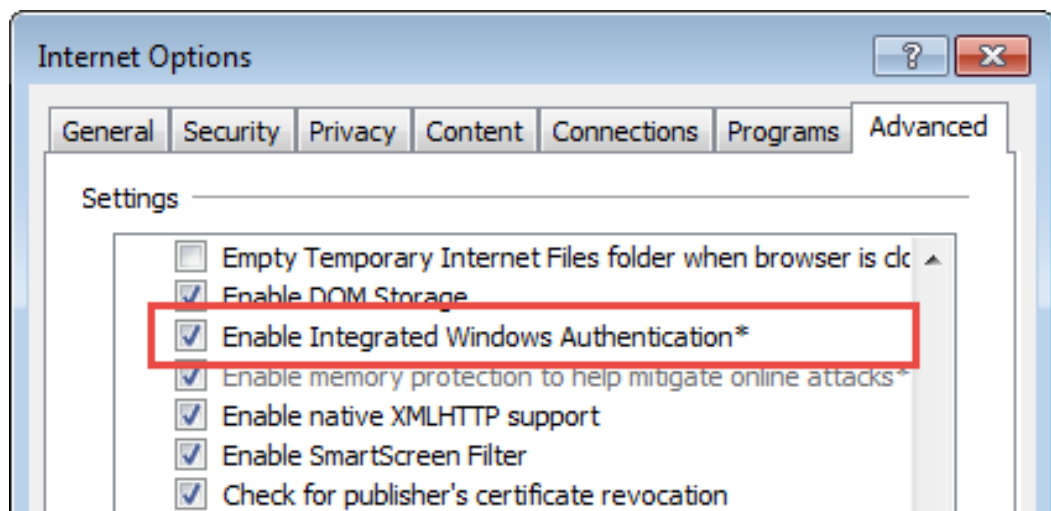 Internet Options
General Security Privacy Content Connections Programs Advanced
Settings
Empty Temporary Internet Files folder when browser is
Enable DOM Storage
Enable Integrated Windows Authentication*
Enable memory protection to help mitigate online attacks*
Enable native XMLHTTP support
Enable SmartScreen Filter
Check for publisher's certificate revocation